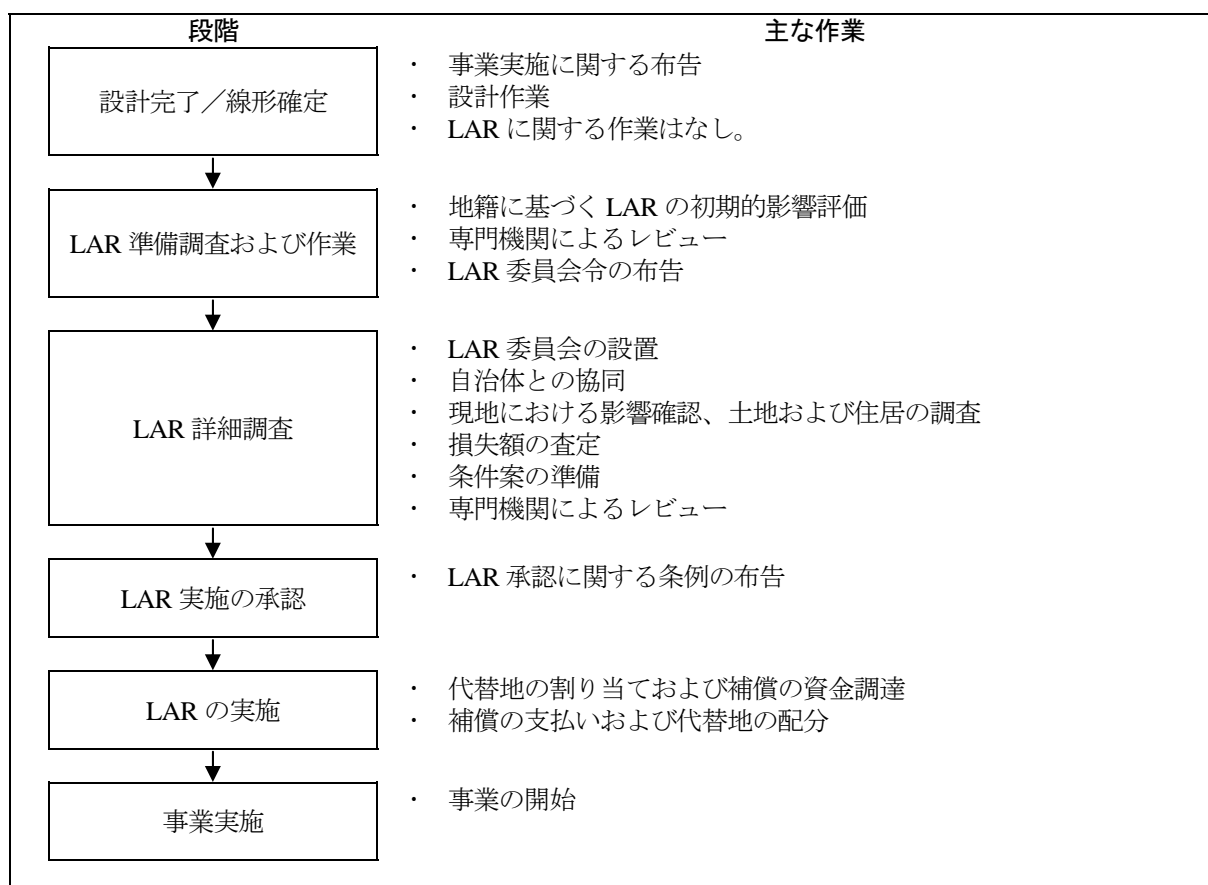 段階 主な作業
設計完了／線形確定
・ 事業実施に関する布告
・ 設計作業
・ LAR に関する作業はなし。
LAR 準備調査および作業
・ 地籍に基づく LAR の初期的影響評価
・ 専門機関によるレビュー
・ LAR 委員会令の布告
LAR 詳細調査
・ LAR 委員会の設置
・ 自治体との協同
・ 現地における影響確認、土地および住居の調査
・ 損失額の査定
・ 条件案の準備
・ 専門機関によるレビュー
LAR 実施の承認
・ LAR 承認に関する条例の布告
LAR の実施
・ 代替地の割り当ておよび補償の資金調達
・ 補償の支払いおよび代替地の配分
事業実施
・ 事業の開始